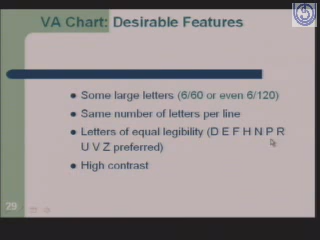 VA Chart: Desirable Features
Some large letters (6/60 or even 6/120)
Same number of letters per line
Letters of equal legibility (D E F H N P R
U V Z preferred)
High contrast
29